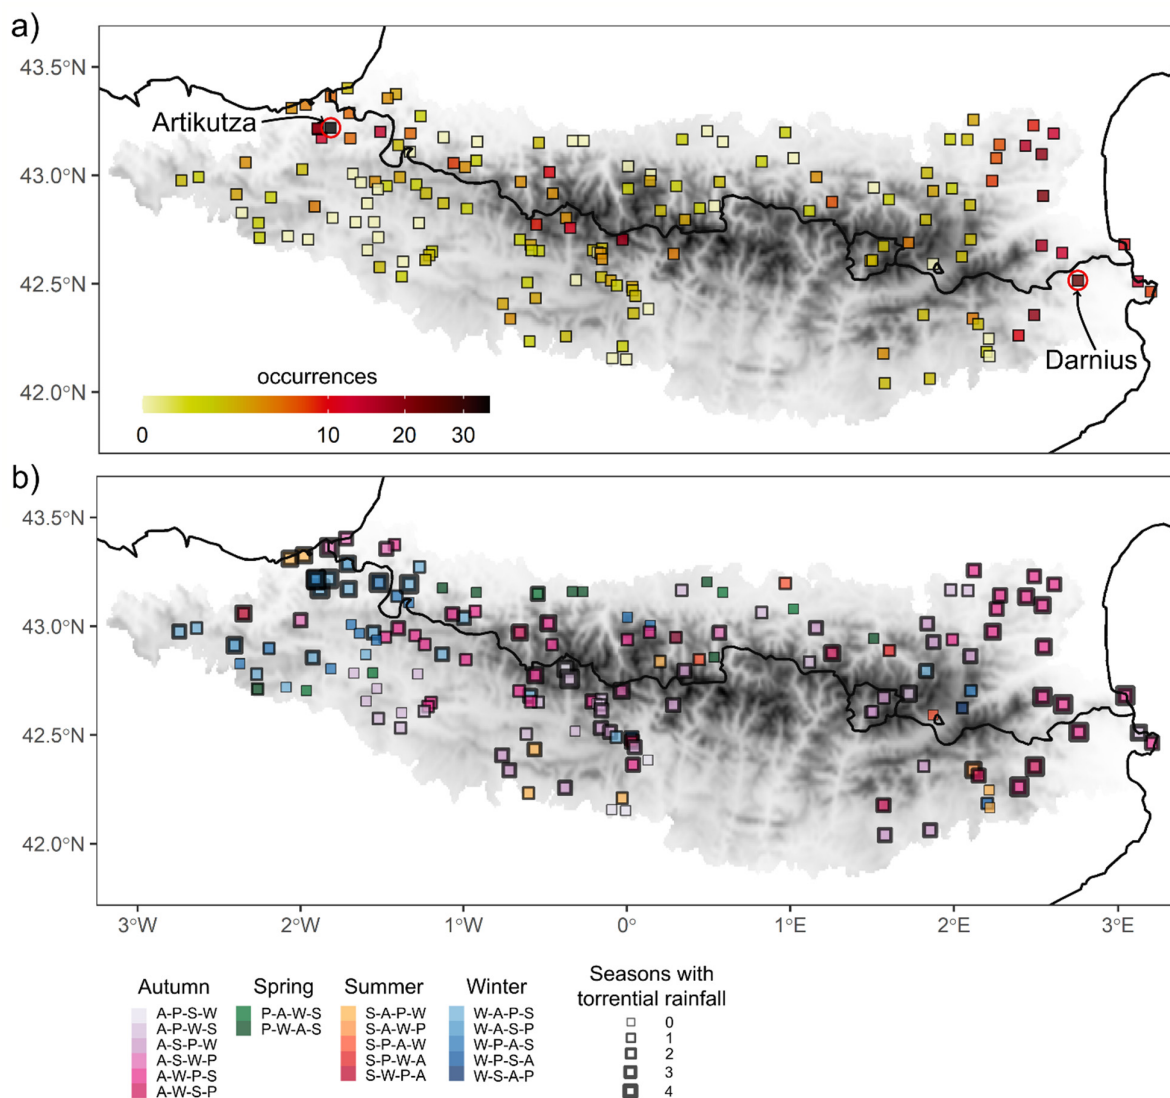 a)
43.5°N
Artikutza
43.0°N
42.5°N
Darnius
occurrences
42.0°N
0 10 20 30
b)
43.5°N
43.0°N
42.5°N
42.0°N
3°W 2°W 1°W 0° 1°E 2°E 3°E
Autumn Spring Summer Winter Seasons with
torrential rainfall
A-P-S-W P-A-W-S S-A-P-W W-A-P-S 0
A-P-W-S P-W-A-S S-A-W-P W-A-S-P 1
A-S-P-W S-P-A-W W-P-A-S 2
A-S-W-P S-P-W-A W-P-S-A 3
A-W-P-S S-W-P-A W-S-A-P 4
A-W-S-P